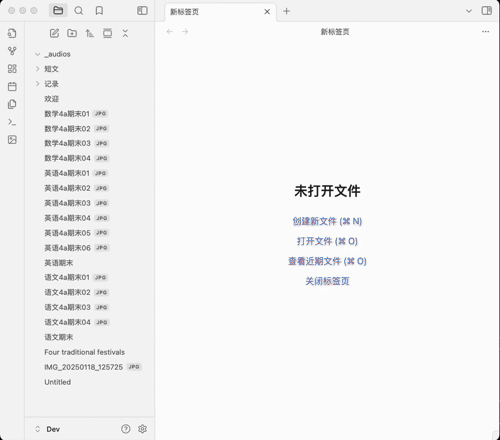 新标签页
新标签页
_audios
短文
记录
欢迎
数学4a期末01 JPG
数学4a期末02 JPG
数学4a期末03 JPG
数学4a期末04 JPG
英语4a期末01 JPG
英语4a期末02 JPG
英语4a期末03 JPG
英语4a期末04 JPG
英语4a期末05 JPG
英语4a期末06 JPG
英语期末
语文4a期末01 JPG
语文4a期末02 JPG
语文4a期末03 JPG
语文4a期末04 JPG
语文期末
Four traditional festivals
IMG_20250118_125725 JPG
Untitled
Dev
未打开文件
创建新文件 (⌘ N)
打开文件 (⌘ O)
查看近期文件 (⌘ O)
关闭标签页